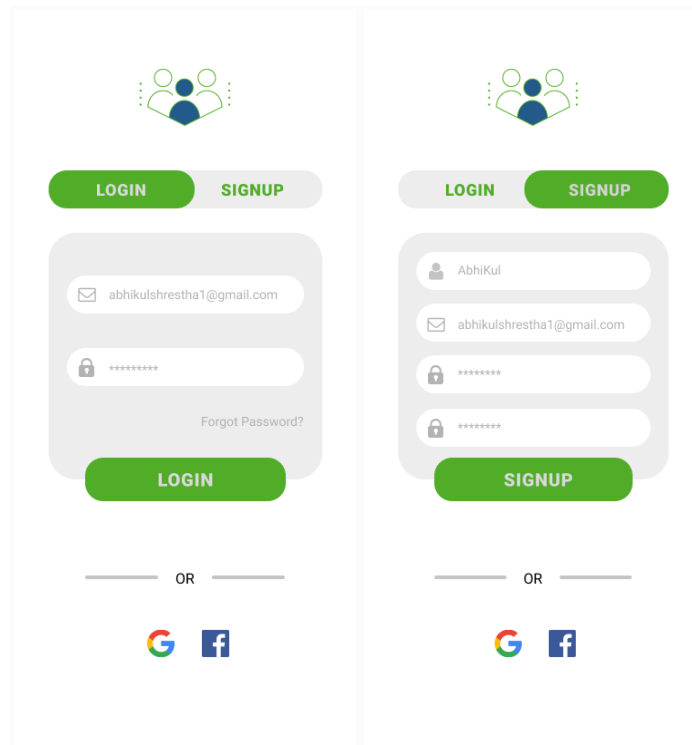 LOGIN SIGNUP
abhikulshrestha1@gmail.com
*********
Forgot Password?
LOGIN
OR
LOGIN SIGNUP
AbhiKul
abhikulshrestha1@gmail.com
********
********
SIGNUP
OR